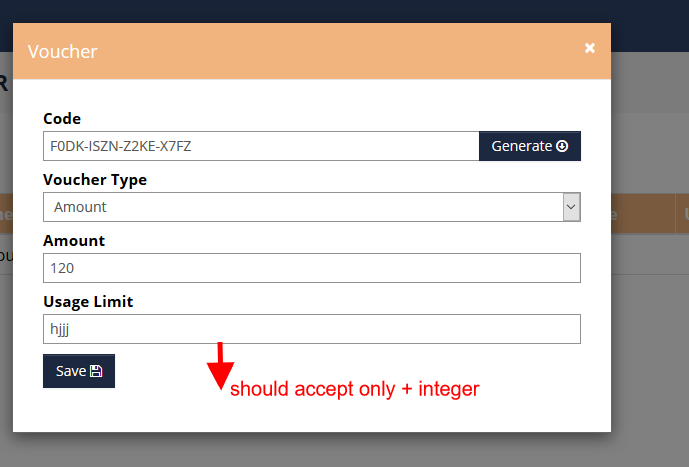 Voucher
×
R
Code
F0DK-ISZN-Z2KE-X7FZ
Generate
Voucher Type
Amount
Amount
120
Usage Limit
hjjj
Save
should accept only + integer